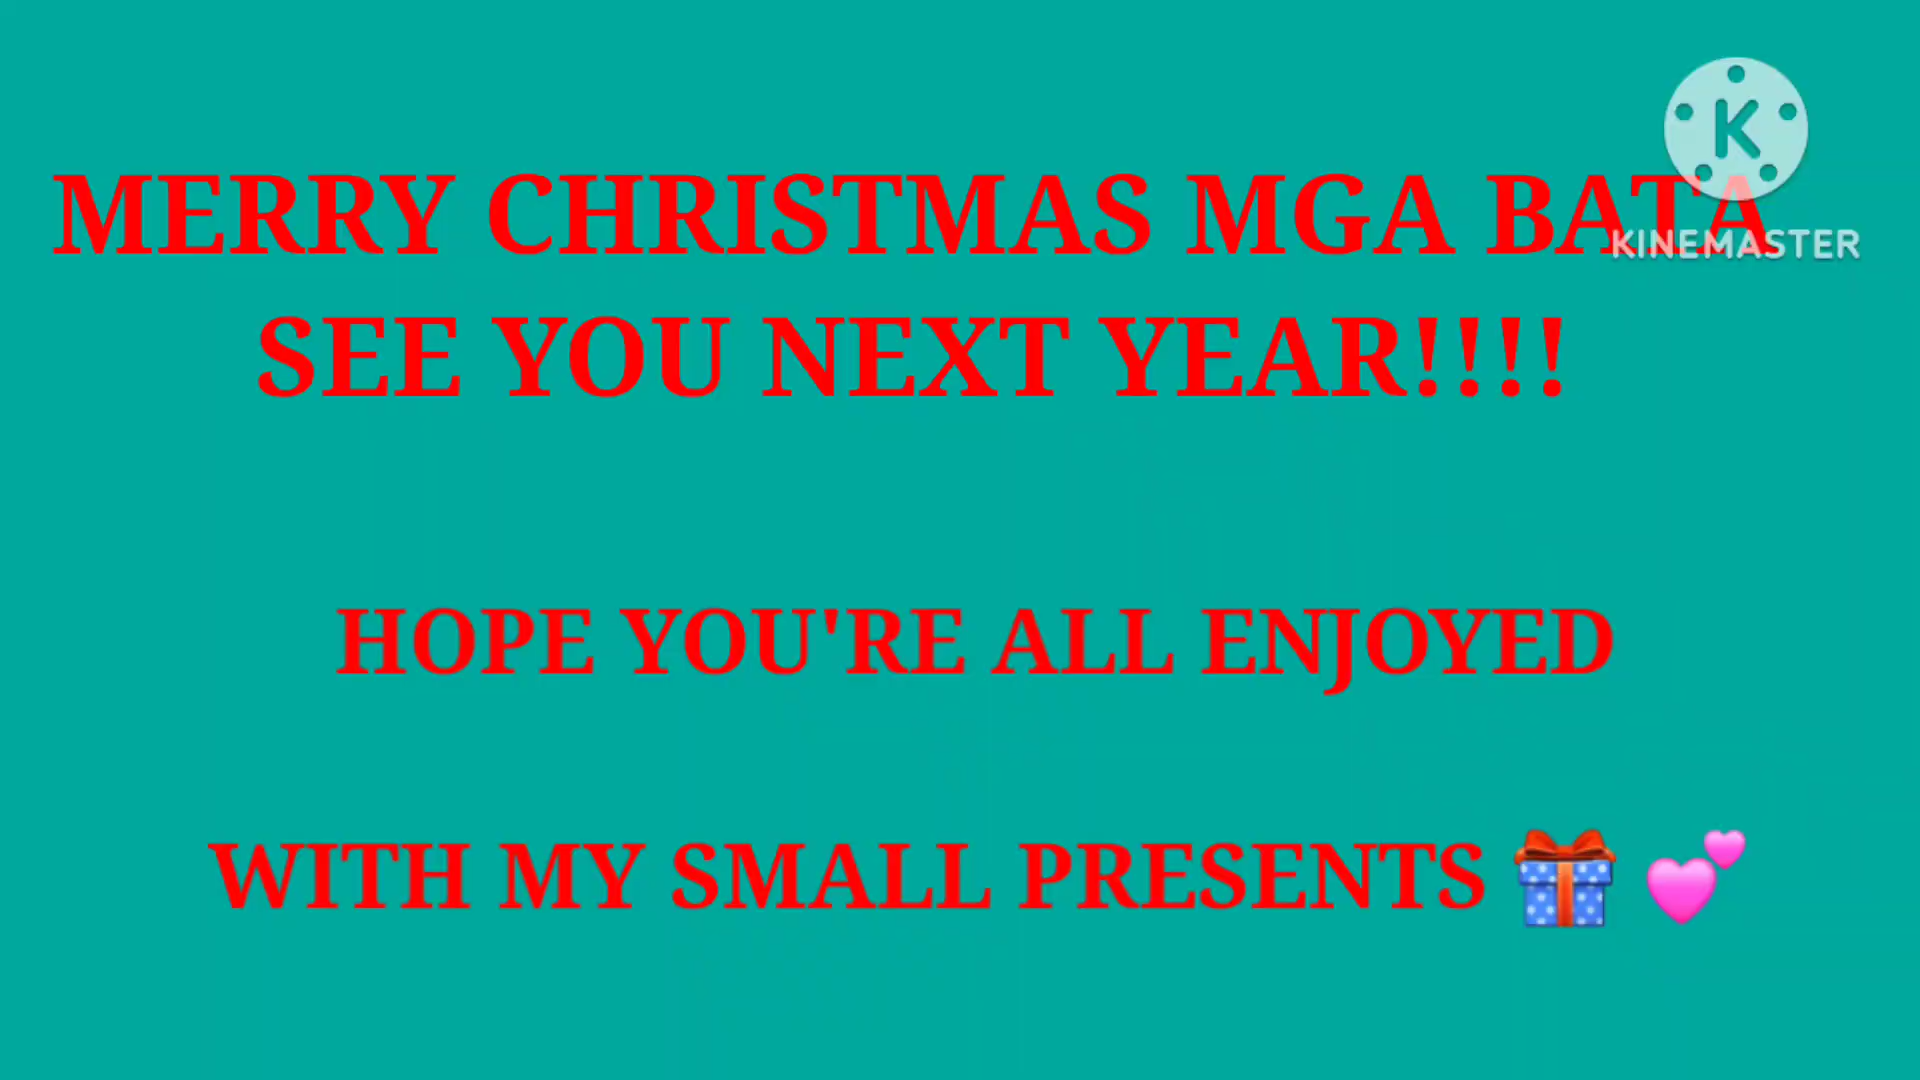 MERRY CHRISTMAS MGA BATA
KINEMASTER
SEE YOU NEXT YEAR!!!!
HOPE YOU'RE ALL ENJOYED
WITH MY SMALL PRESENTS 🎁 💕